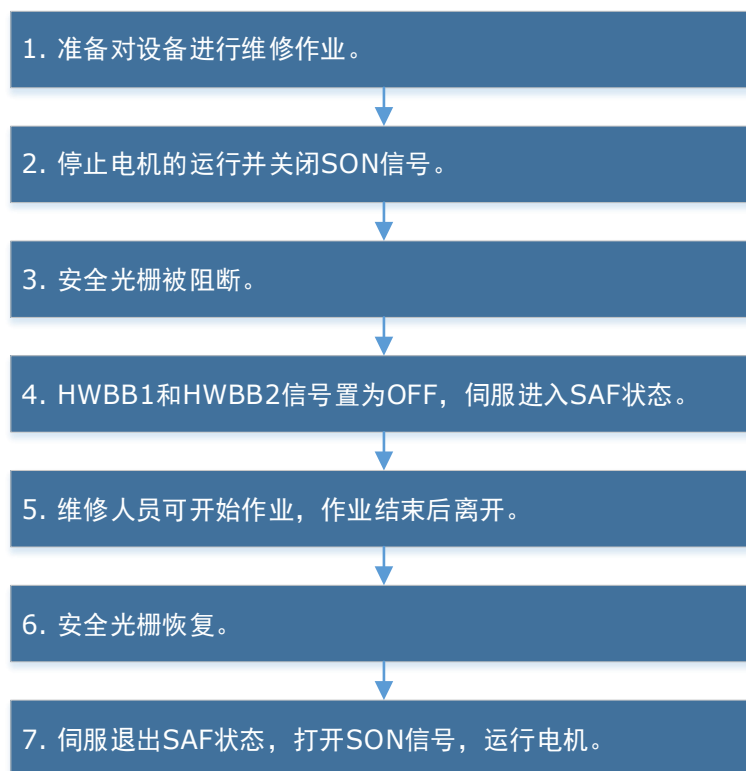 1. 准备对设备进行维修作业。
2. 停止电机的运行并关闭SON信号。
3. 安全光栅被阻断。
4. HWBB1和HWBB2信号置为OFF，伺服进入SAF状态。
5. 维修人员可开始作业，作业结束后离开。
6. 安全光栅恢复。
7. 伺服退出SAF状态，打开SON信号，运行电机。